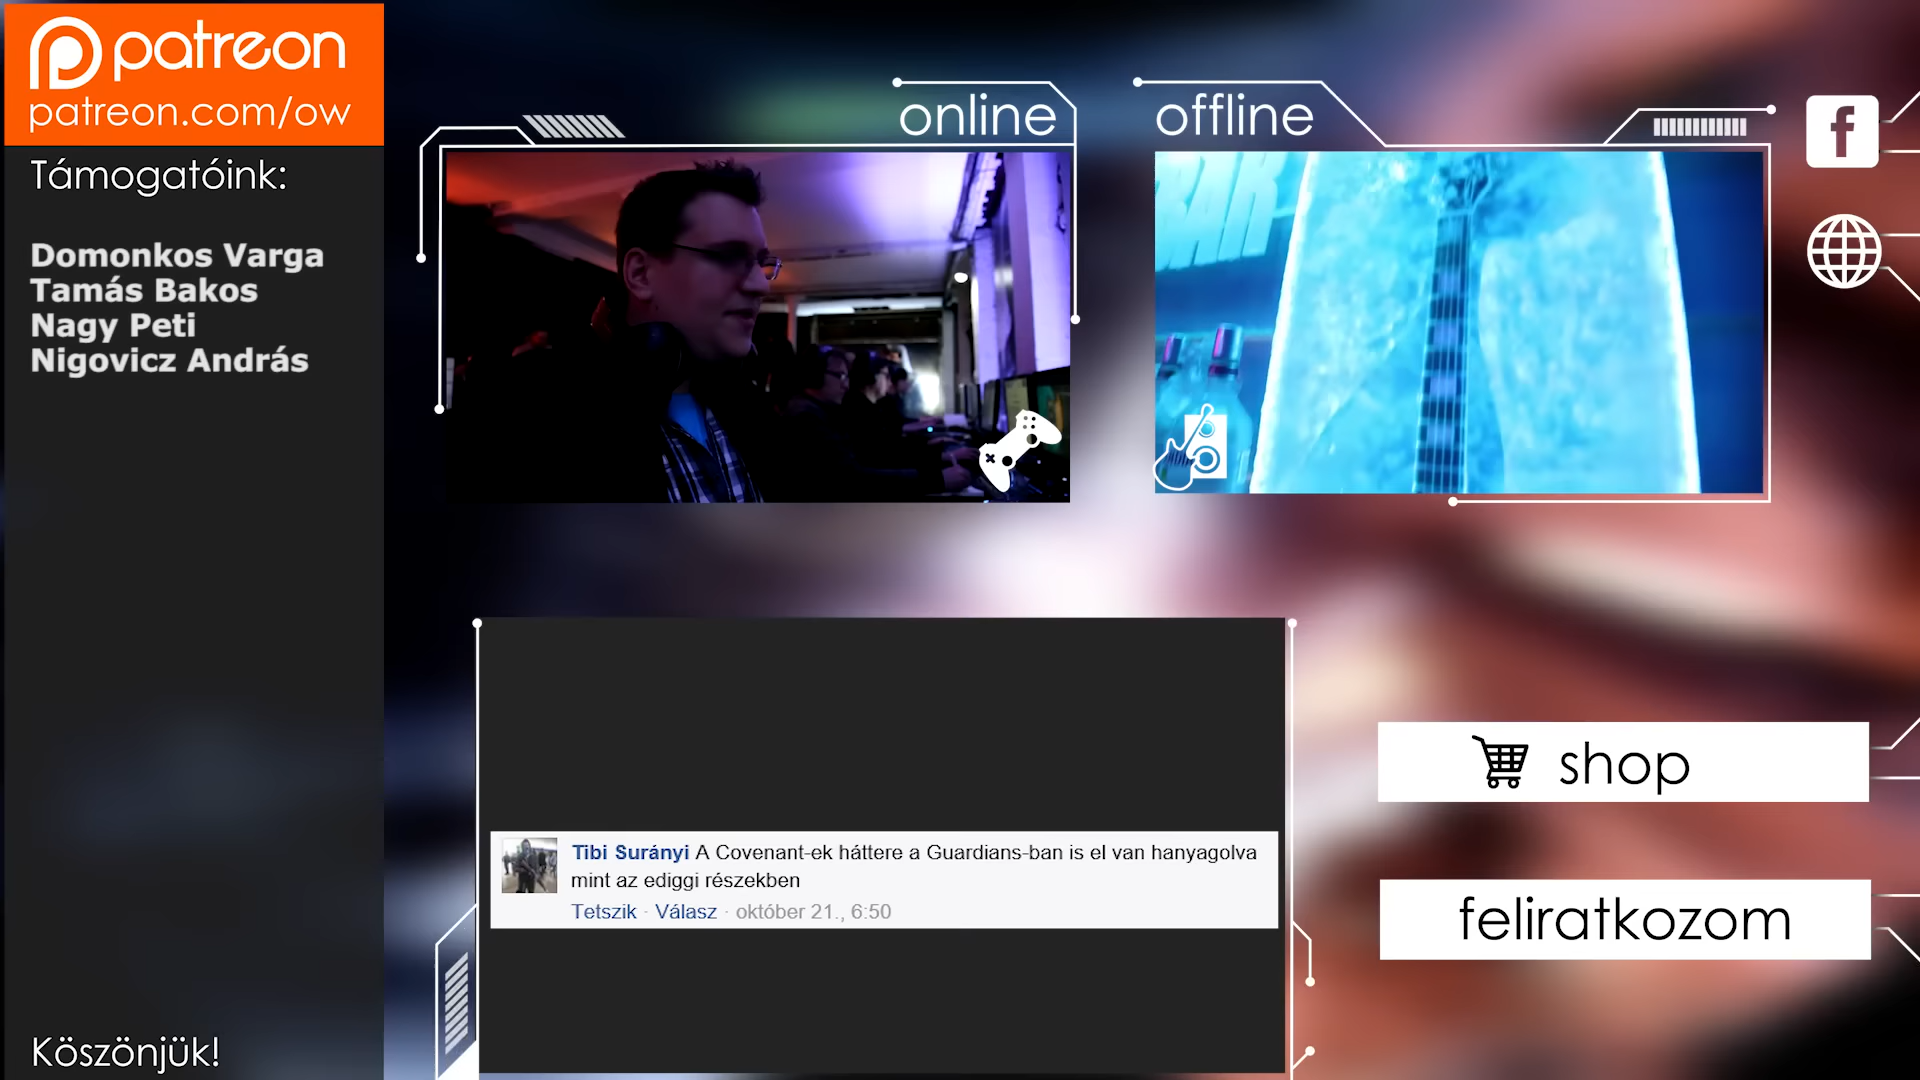 patreon
patreon.com/ow
Támogatóink:
Domonkos Varga
Tamás Bakos
Nagy Peti
Nigovicz András
Köszönjük!
online
offline
Tibi Surányi A Covenant-ek háttere a Guardians-ban is el van hanyagolva
mint az ediggi részekben
Tetszik · Válasz · október 21., 6:50
shop
feliratkozom